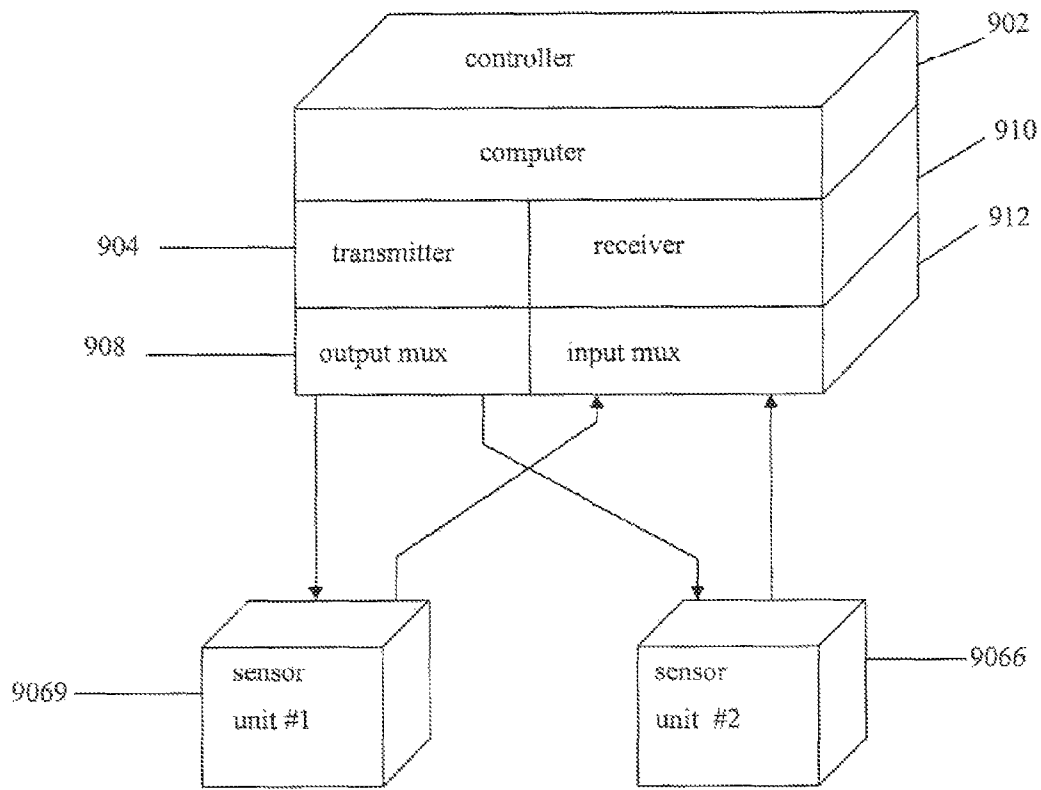 controller
902
computer
910
912
904
transmitter
receiver
908
output mux
input mux
sensor
unit #1
9069
sensor
unit #2
9066